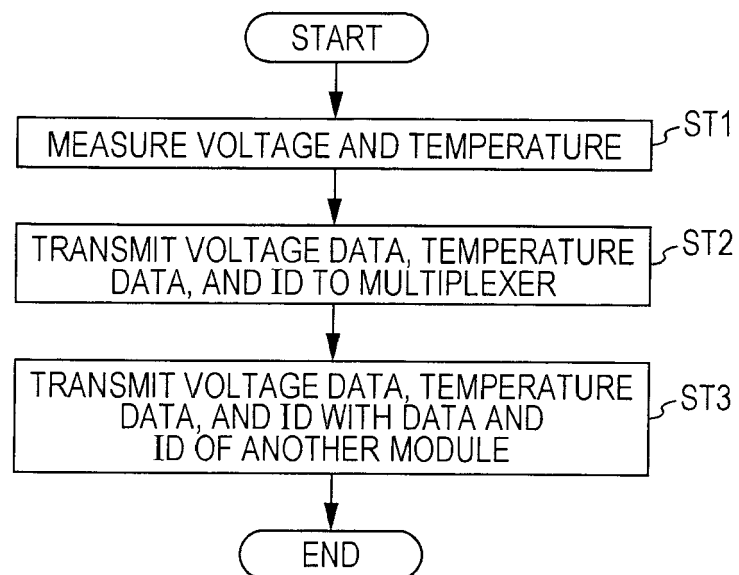 START
MEASURE VOLTAGE AND TEMPERATURE
ST1
TRANSMIT VOLTAGE DATA, TEMPERATURE
DATA, AND ID TO MULTIPLEXER
ST2
TRANSMIT VOLTAGE DATA, TEMPERATURE
DATA, AND ID WITH DATA AND
ID OF ANOTHER MODULE
ST3
END